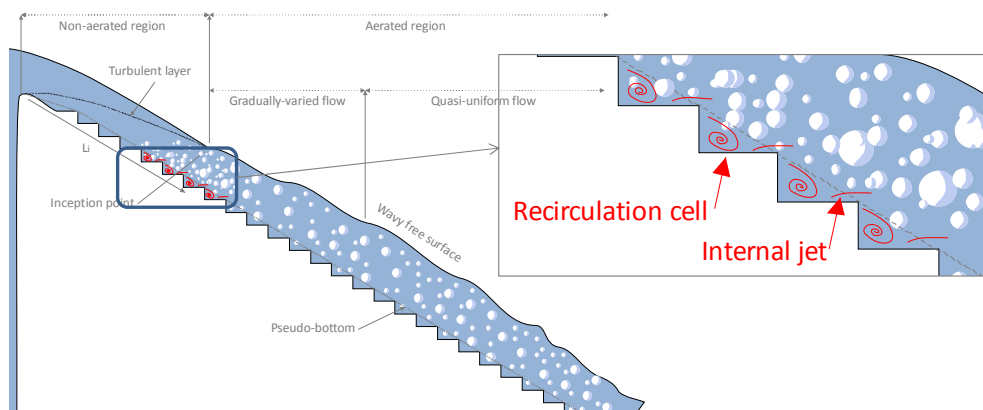 Non-aerated region
Aerated region
Turbulent layer
Gradually-varied flow
Quasi-uniform flow
Li
Inception point
Wavy free surface
Pseudo-bottom
Recirculation cell
Internal jet